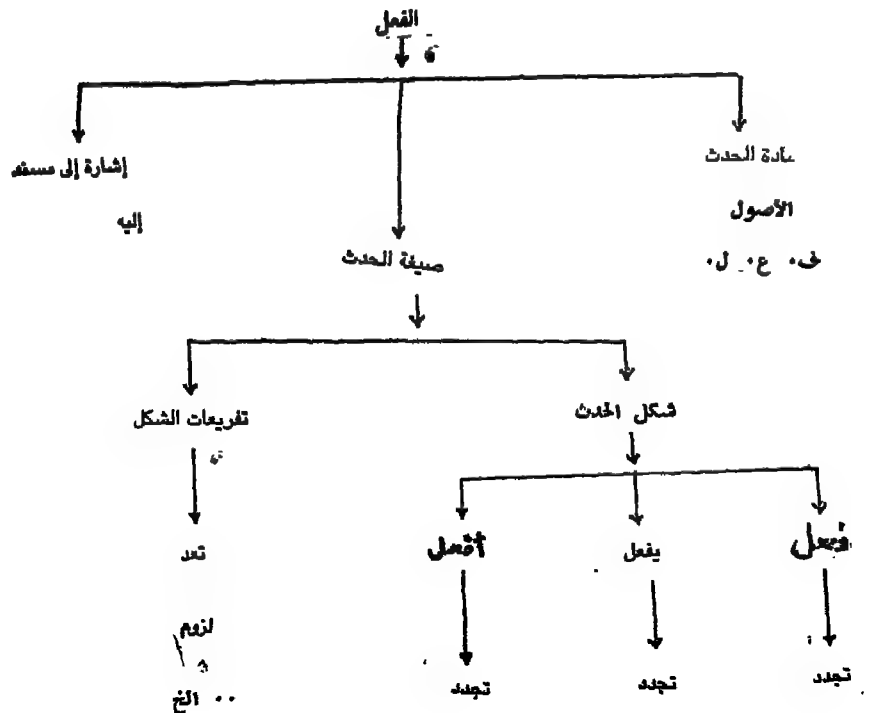 الفعل
مادة الحدث
الأصول
ف. ع. ل.
صيغة الحدث
إشارة إلى مسند
إليه
شكل الحدث
تفريعات الشكل
فعل
يفعل
أفعل
تعد
لزوم
.. الخ
تجدد
تجدد
تجدد